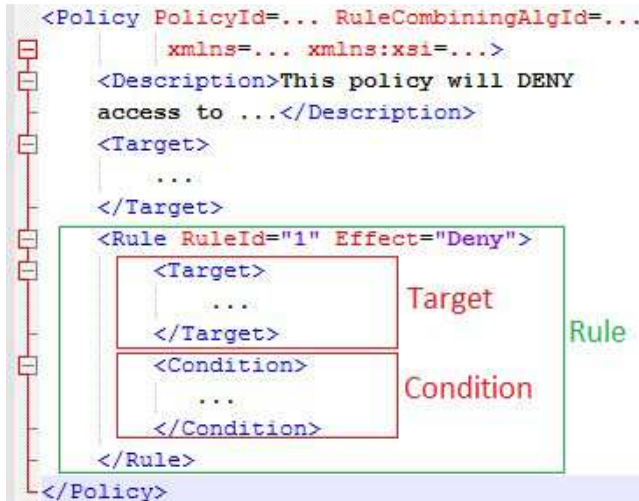 <Policy PolicyId=... RuleCombiningAlgId=...
xmlns=... xmlns:xsi=...>
<Description>This policy will DENY
access to ...</Description>
<Target>
...
</Target>
<Rule RuleId="1" Effect="Deny">
<Target>
...
</Target>
Target
Rule
<Condition>
...
</Condition>
Condition
</Rule>
</Policy>